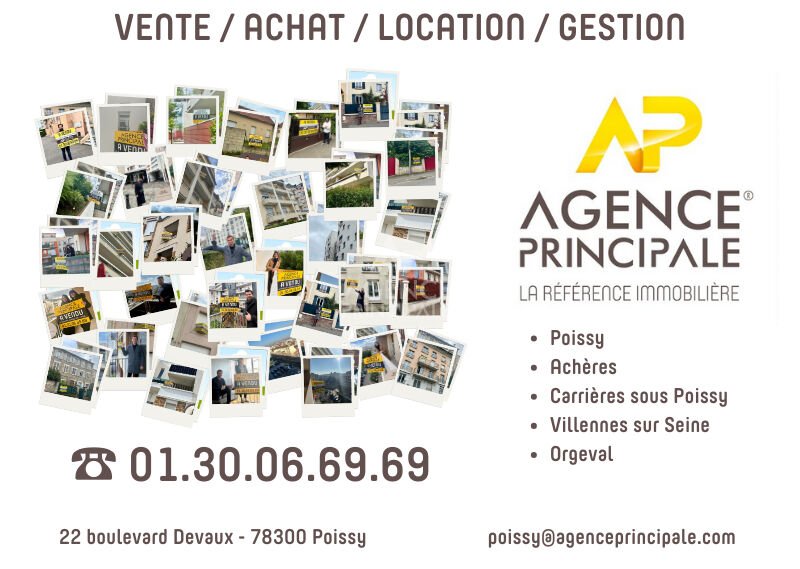 VENTE / ACHAT / LOCATION / GESTION
AP
AGENCE®
PRINCIPALE
LA RÉFÉRENCE IMMOBILIÈRE
• Poissy
• Achères
• Carrières sous Poissy
• Villennes sur Seine
• Orgeval
☎ 01.30.06.69.69
22 boulevard Devaux - 78300 Poissy
poissy@agenceprincipale.com